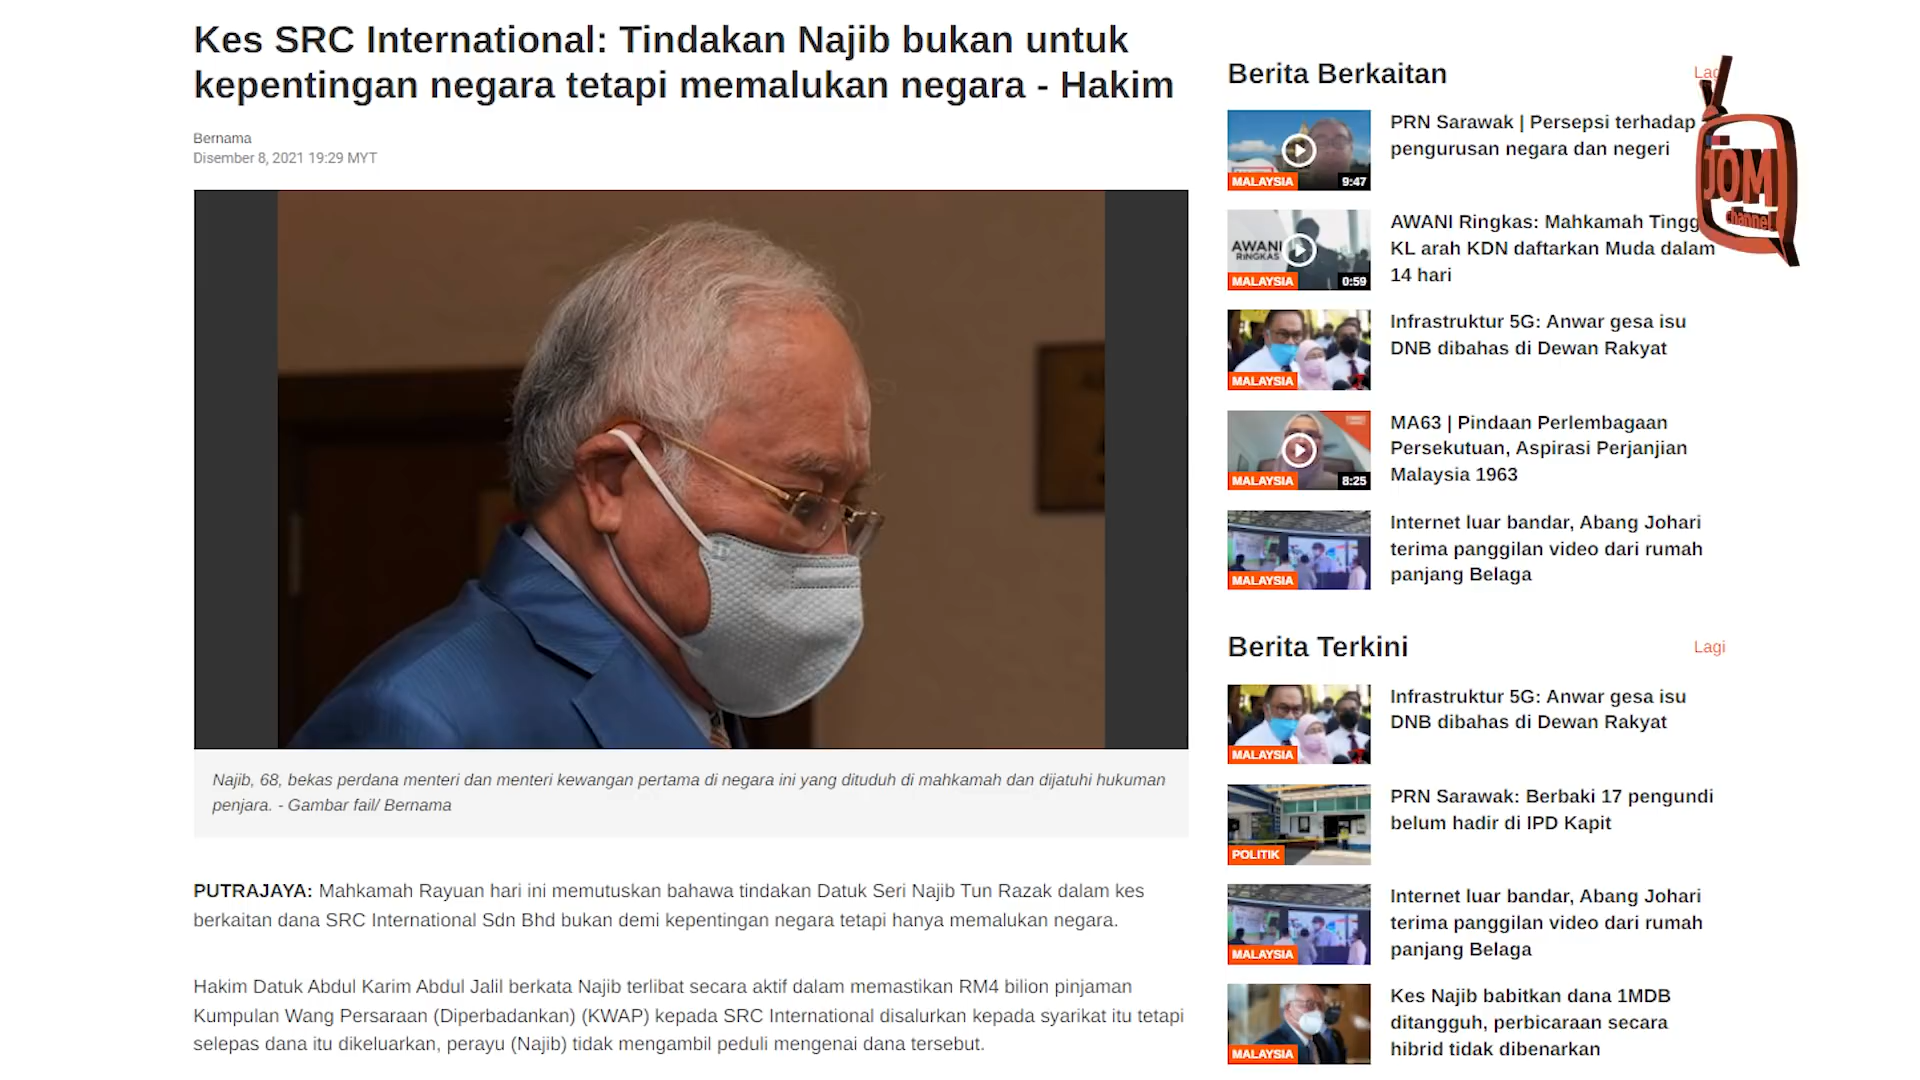 Kes SRC International: Tindakan Najib bukan untuk
kepentingan negara tetapi memalukan negara - Hakim
Bernama
Disember 8, 2021 19:29 MYT
Najib, 68, bekas perdana menteri dan menteri kewangan pertama di negara ini yang dituduh di mahkamah dan dijatuhi hukuman
penjara. - Gambar fail/ Bernama
PUTRAJAYA: Mahkamah Rayuan hari ini memutuskan bahawa tindakan Datuk Seri Najib Tun Razak dalam kes
berkaitan dana SRC International Sdn Bhd bukan demi kepentingan negara tetapi hanya memalukan negara.
Hakim Datuk Abdul Karim Abdul Jalil berkata Najib terlibat secara aktif dalam memastikan RM4 bilion pinjaman
Kumpulan Wang Persaraan (Diperbadankan) (KWAP) kepada SRC International disalurkan kepada syarikat itu tetapi
selepas dana itu dikeluarkan, perayu (Najib) tidak mengambil peduli mengenai dana tersebut.
Berita Berkaitan
JOM
channel
MALAYSIA 9:47
PRN Sarawak | Persepsi terhadap
pengurusan negara dan negeri
AWANI
RINGKAS
MALAYSIA 0:59
AWANI Ringkas: Mahkamah Tingg
KL arah KDN daftarkan Muda dalam
14 hari
MALAYSIA
Infrastruktur 5G: Anwar gesa isu
DNB dibahas di Dewan Rakyat
MALAYSIA 8:25
MA63 | Pindaan Perlembagaan
Persekutuan, Aspirasi Perjanjian
Malaysia 1963
MALAYSIA
Internet luar bandar, Abang Johari
terima panggilan video dari rumah
panjang Belaga
Berita Terkini
Lagi
MALAYSIA
Infrastruktur 5G: Anwar gesa isu
DNB dibahas di Dewan Rakyat
POLITIK
PRN Sarawak: Berbaki 17 pengundi
belum hadir di IPD Kapit
MALAYSIA
Internet luar bandar, Abang Johari
terima panggilan video dari rumah
panjang Belaga
MALAYSIA
Kes Najib babitkan dana 1MDB
ditangguh, perbicaraan secara
hibrid tidak dibenarkan